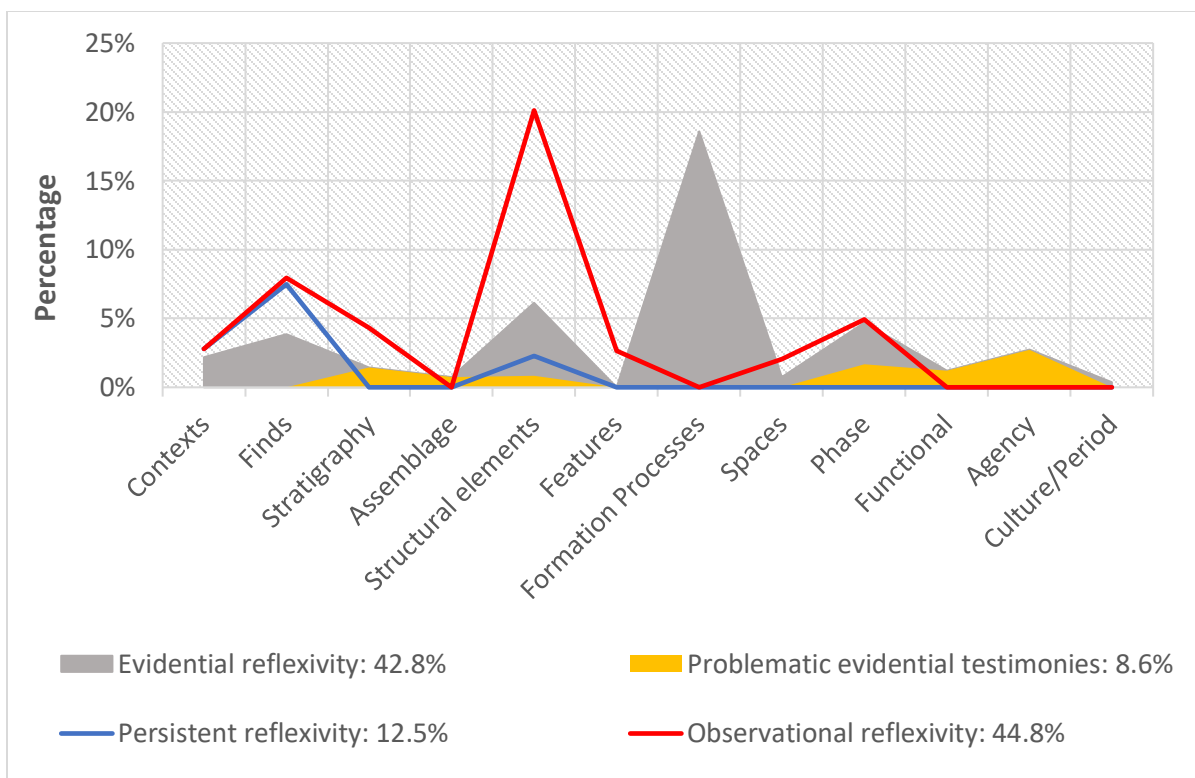 25%
20%
15%
10%
5%
0%
Percentage
Contexts
Finds
Stratigraphy
Assemblage
Structural elements
Features
Formation Processes
Spaces
Phase
Functional
Agency
Culture/Period
Evidential reflexivity: 42.8%
Problematic evidential testimonies: 8.6%
Persistent reflexivity: 12.5%
Observational reflexivity: 44.8%